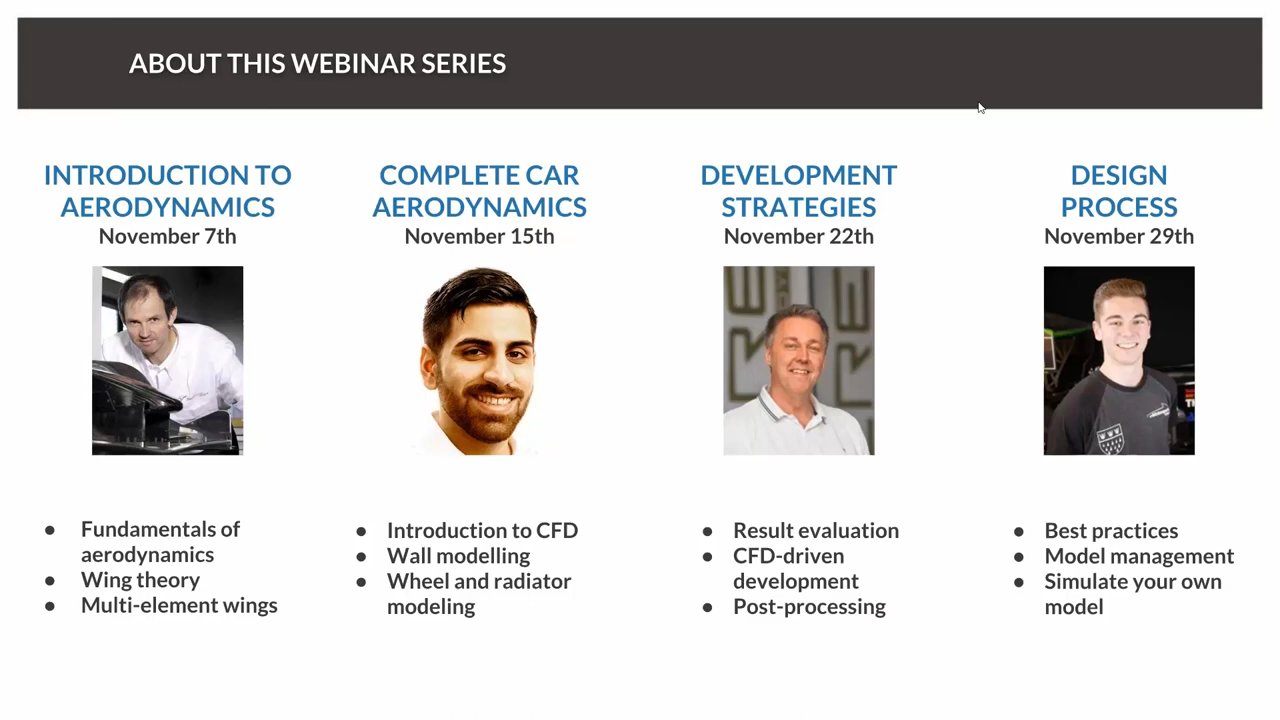 ABOUT THIS WEBINAR SERIES
INTRODUCTION TO
AERODYNAMICS
November 7th
● Fundamentals of
aerodynamics
● Wing theory
● Multi-element wings
COMPLETE CAR
AERODYNAMICS
November 15th
● Introduction to CFD
● Wall modelling
● Wheel and radiator
modeling
DEVELOPMENT
STRATEGIES
November 22th
● Result evaluation
● CFD-driven
development
● Post-processing
DESIGN
PROCESS
November 29th
● Best practices
● Model management
● Simulate your own
model